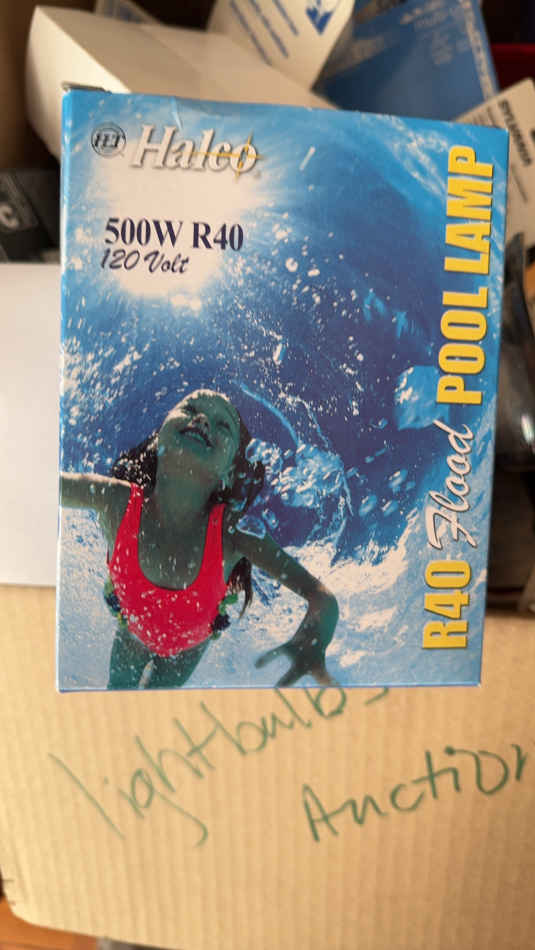 Halco
500W R40
120 Volt
R40 Flood POOL LAMP
lightbulbs
Auction